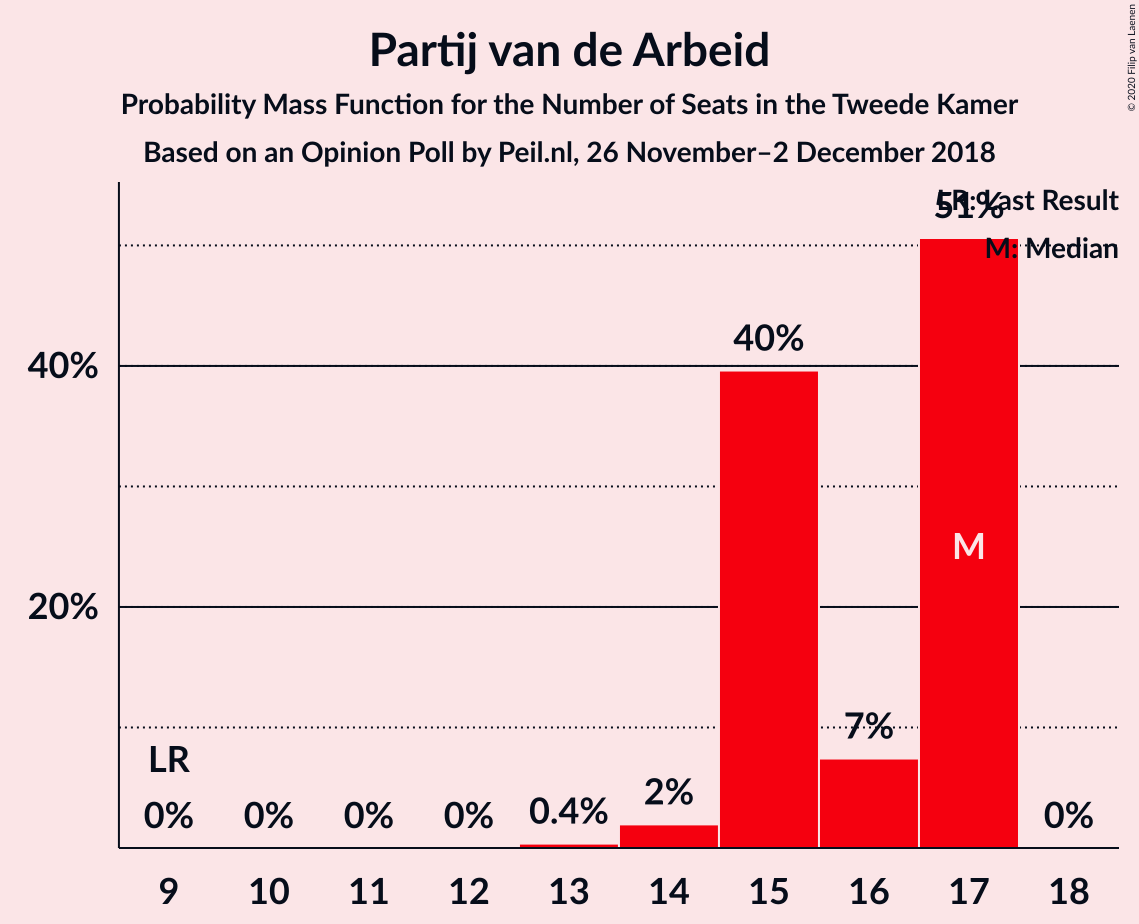 Partij van de Arbeid
Probability Mass Function for the Number of Seats in the Tweede Kamer
Based on an Opinion Poll by Peil.nl, 26 November–2 December 2018
© 2020 Filip van Laenen
LR: Last Result
M: Median
51%
40%
40%
M
20%
7%
LR
0%
0%
0%
0%
0.4%
2%
0%
9 10 11 12 13 14 15 16 17 18